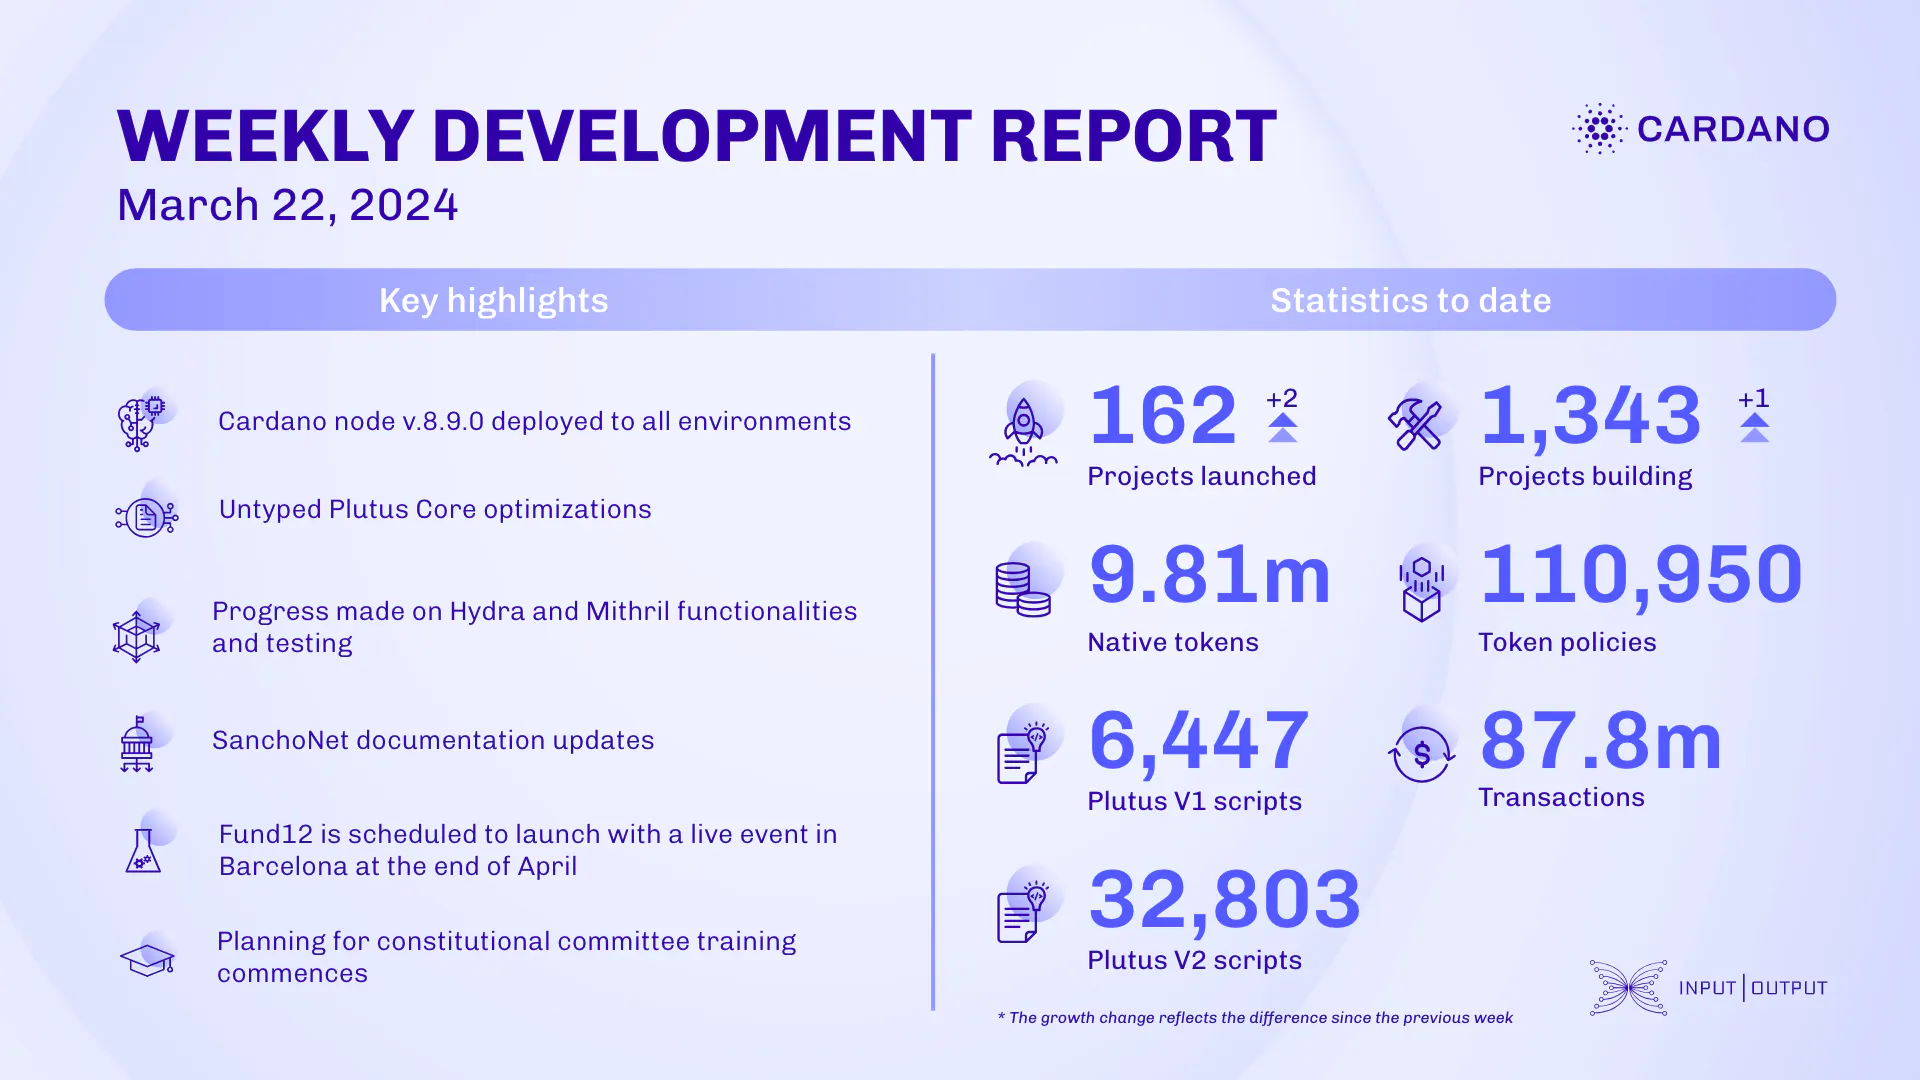 WEEKLY DEVELOPMENT REPORT
March 22, 2024
CARDANO
Key highlights
Statistics to date
Cardano node v.8.9.0 deployed to all environments
Untyped Plutus Core optimizations
Progress made on Hydra and Mithril functionalities
and testing
SanchoNet documentation updates
Fund12 is scheduled to launch with a live event in
Barcelona at the end of April
Planning for constitutional committee training
commences
162 +2
Projects launched
1,343 +1
Projects building
9.81m
Native tokens
110,950
Token policies
6,447
Plutus V1 scripts
87.8m
Transactions
32,803
Plutus V2 scripts
* The growth change reflects the difference since the previous week
INPUT | OUTPUT